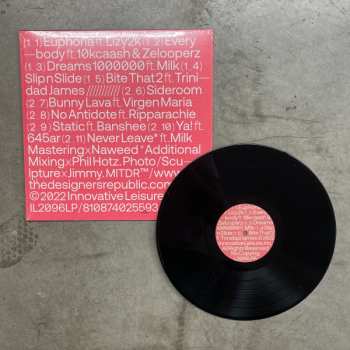 (1 1) Euphoria ft. Lizy2k (1 2) Every—
body ft. 10kcaash & Zelooperz
(1 3) Dreams 1000000 ft. Milk (1 4)
Slip n Slide (1 5) Bite That 2 ft. Trini—
dad James ////////// (2 6) Sideroom
(2 7) Bunny Lava ft. Virgen Maria
(2 8) No Antidote ft. Ripparachie
(2 9) Static ft. Banshee (2 10) Ya! ft.
645ar (2 11) Never Leave* ft. Milk
Mastering x Naweed *Additional
Mixing x Phil Hotz. Photo/Scu—
lpture x Jimmy. MITDR™/www.
thedesignersrepublic.com
©2022 Innovative Leisure
IL2096LP/810874025593